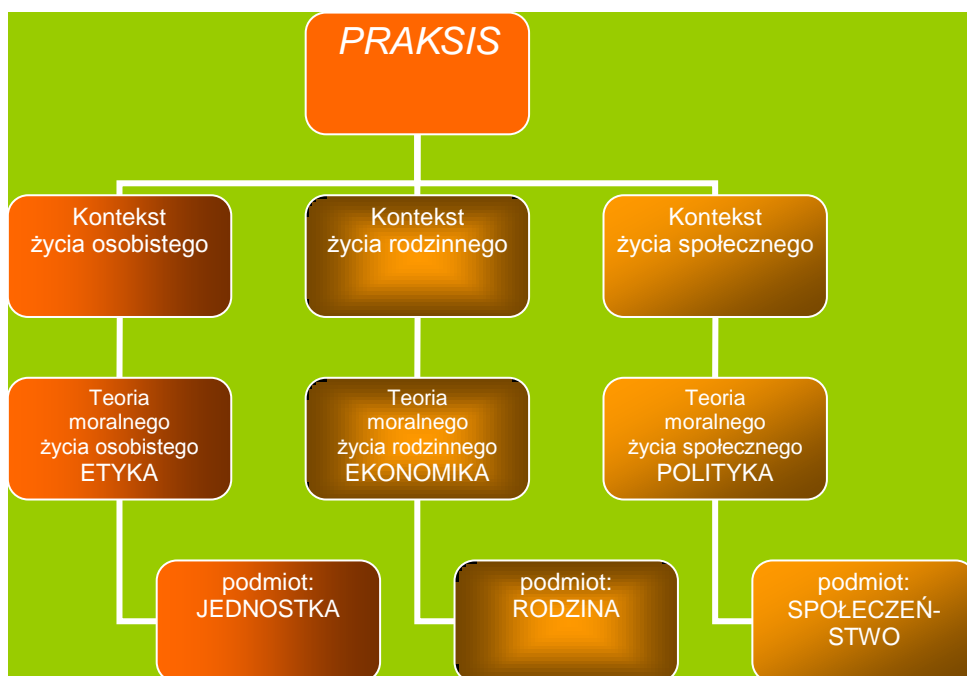 PRAKSIS
Kontekst
życia osobistego
Kontekst
życia rodzinnego
Kontekst
życia społecznego
Teoria
moralnego
życia osobistego
ETYKA
Teoria
moralnego
życia rodzinnego
EKONOMIKA
Teoria
moralnego
życia społecznego
POLITYKA
podmiot:
JEDNOSTKA
podmiot:
RODZINA
podmiot:
SPOŁECZEŃ-
STWO